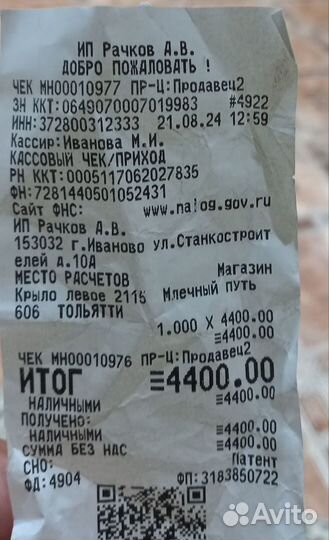 ИП Рачков А.В.
ДОБРО ПОЖАЛОВАТЬ !
ЧЕК МН00010977 ПР-Ц:Продавец2
ЗН ККТ:0649070007019983 #4922
ИНН:372800312333 21.08.24 12:59
Кассир:Иванова М.И.
КАССОВЫЙ ЧЕК/ПРИХОД
РН ККТ:0005117062027835
ФН:7281440501052431
Сайт ФНС: www.nalog.gov.ru
ИП Рачков А.В.
153032 г.Иваново ул.Станкостроит
елей д.10А
МЕСТО РАСЧЕТОВ Магазин
Млечный путь
Крыло левое 2115
606 ТОЛЬЯТТИ
1.000 X 4400.00
≡4400.00
ЧЕК МН00010976 ПР-Ц:Продавец2
ИТОГ ≡4400.00
НАЛИЧНЫМИ ≡4400.00
ПОЛУЧЕНО:
НАЛИЧНЫМИ ≡4400.00
СУММА БЕЗ НДС ≡4400.00
СНО: Патент
ФД:4904 ФП:3183850722
Avito